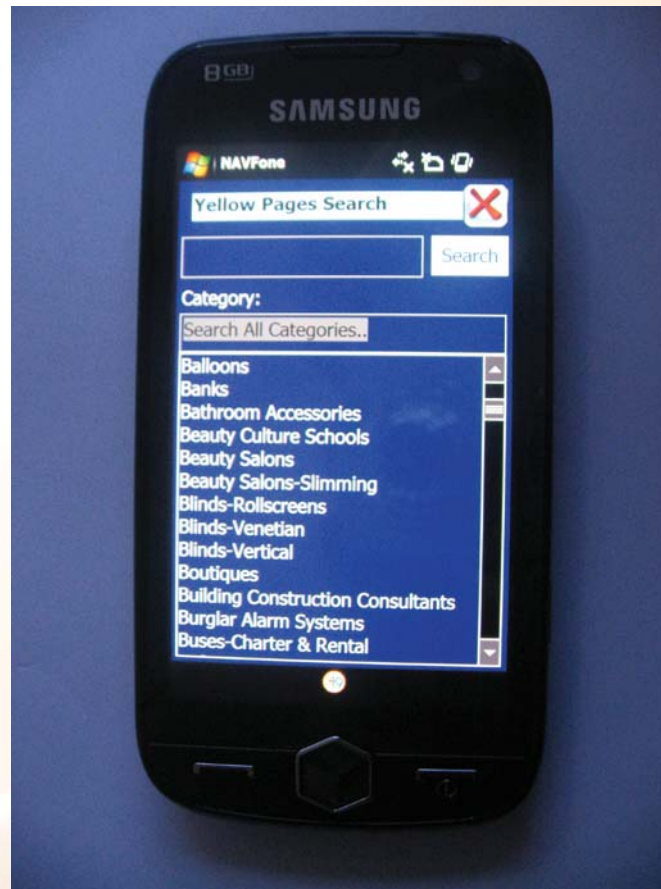 8 GB
SAMSUNG
NAVFone
Yellow Pages Search
Search
Category:
Search All Categories..
Balloons
Banks
Bathroom Accessories
Beauty Culture Schools
Beauty Salons
Beauty Salons-Slimming
Blinds-Rollscreens
Blinds-Venetian
Blinds-Vertical
Boutiques
Building Construction Consultants
Burglar Alarm Systems
Buses-Charter & Rental